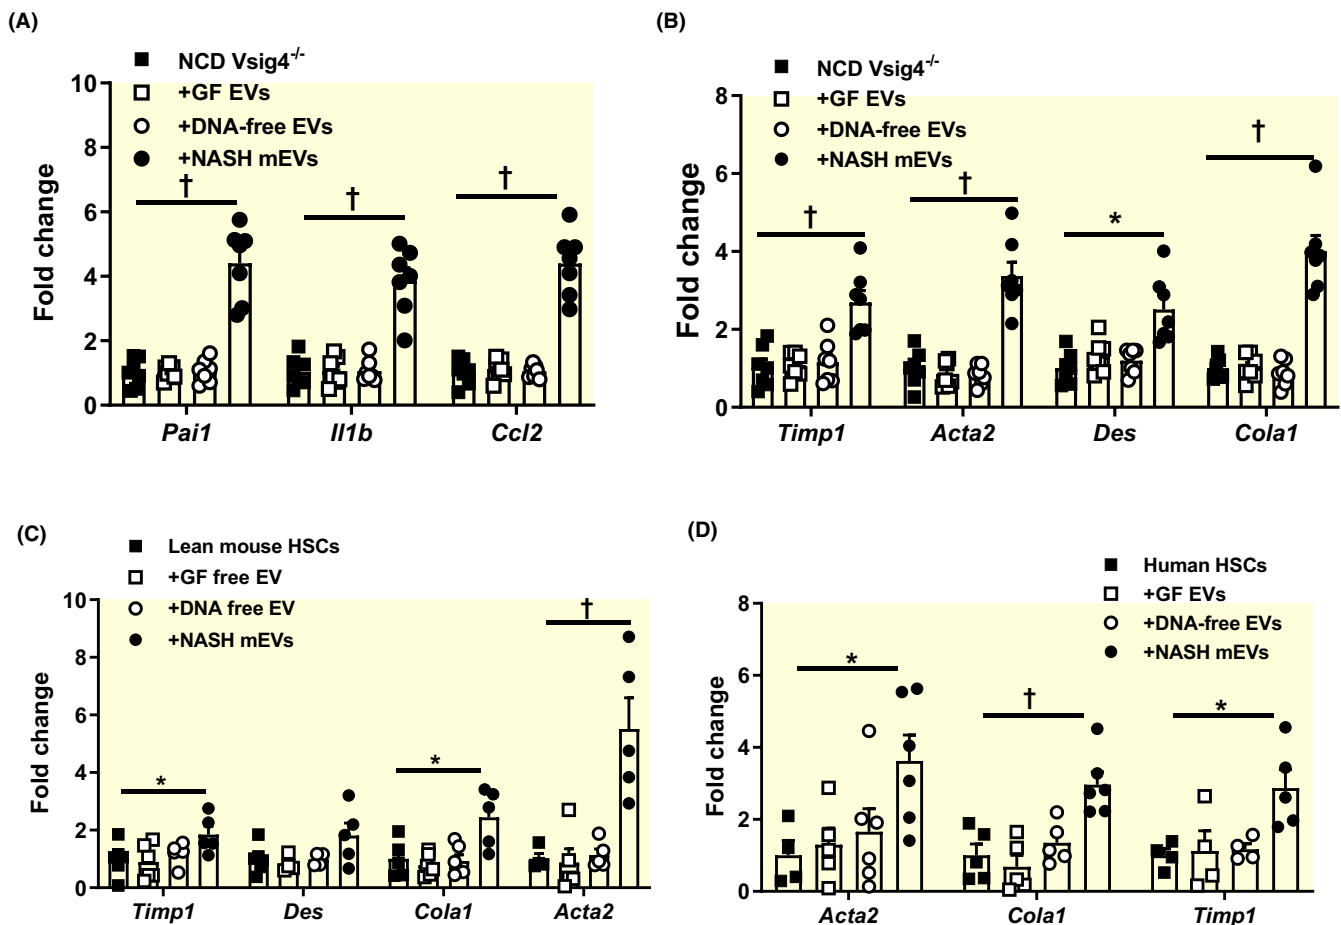 (A)
NCD Vsig4-/-
+GF EVs
+DNA-free EVs
+NASH mEVs
Fold change
10
8
6
4
2
0
†
†
†
Pai1
Il1b
Ccl2
(B)
NCD Vsig4-/-
+GF EVs
+DNA-free EVs
+NASH mEVs
Fold change
8
6
4
2
0
†
†
*
†
Timp1
Acta2
Des
Cola1
(C)
Lean mouse HSCs
+GF free EV
+DNA free EV
+NASH mEVs
Fold change
10
8
6
4
2
0
*
*
†
Timp1
Des
Cola1
Acta2
(D)
Human HSCs
+GF EVs
+DNA-free EVs
+NASH mEVs
Fold change
8
6
4
2
0
*
†
*
Acta2
Cola1
Timp1